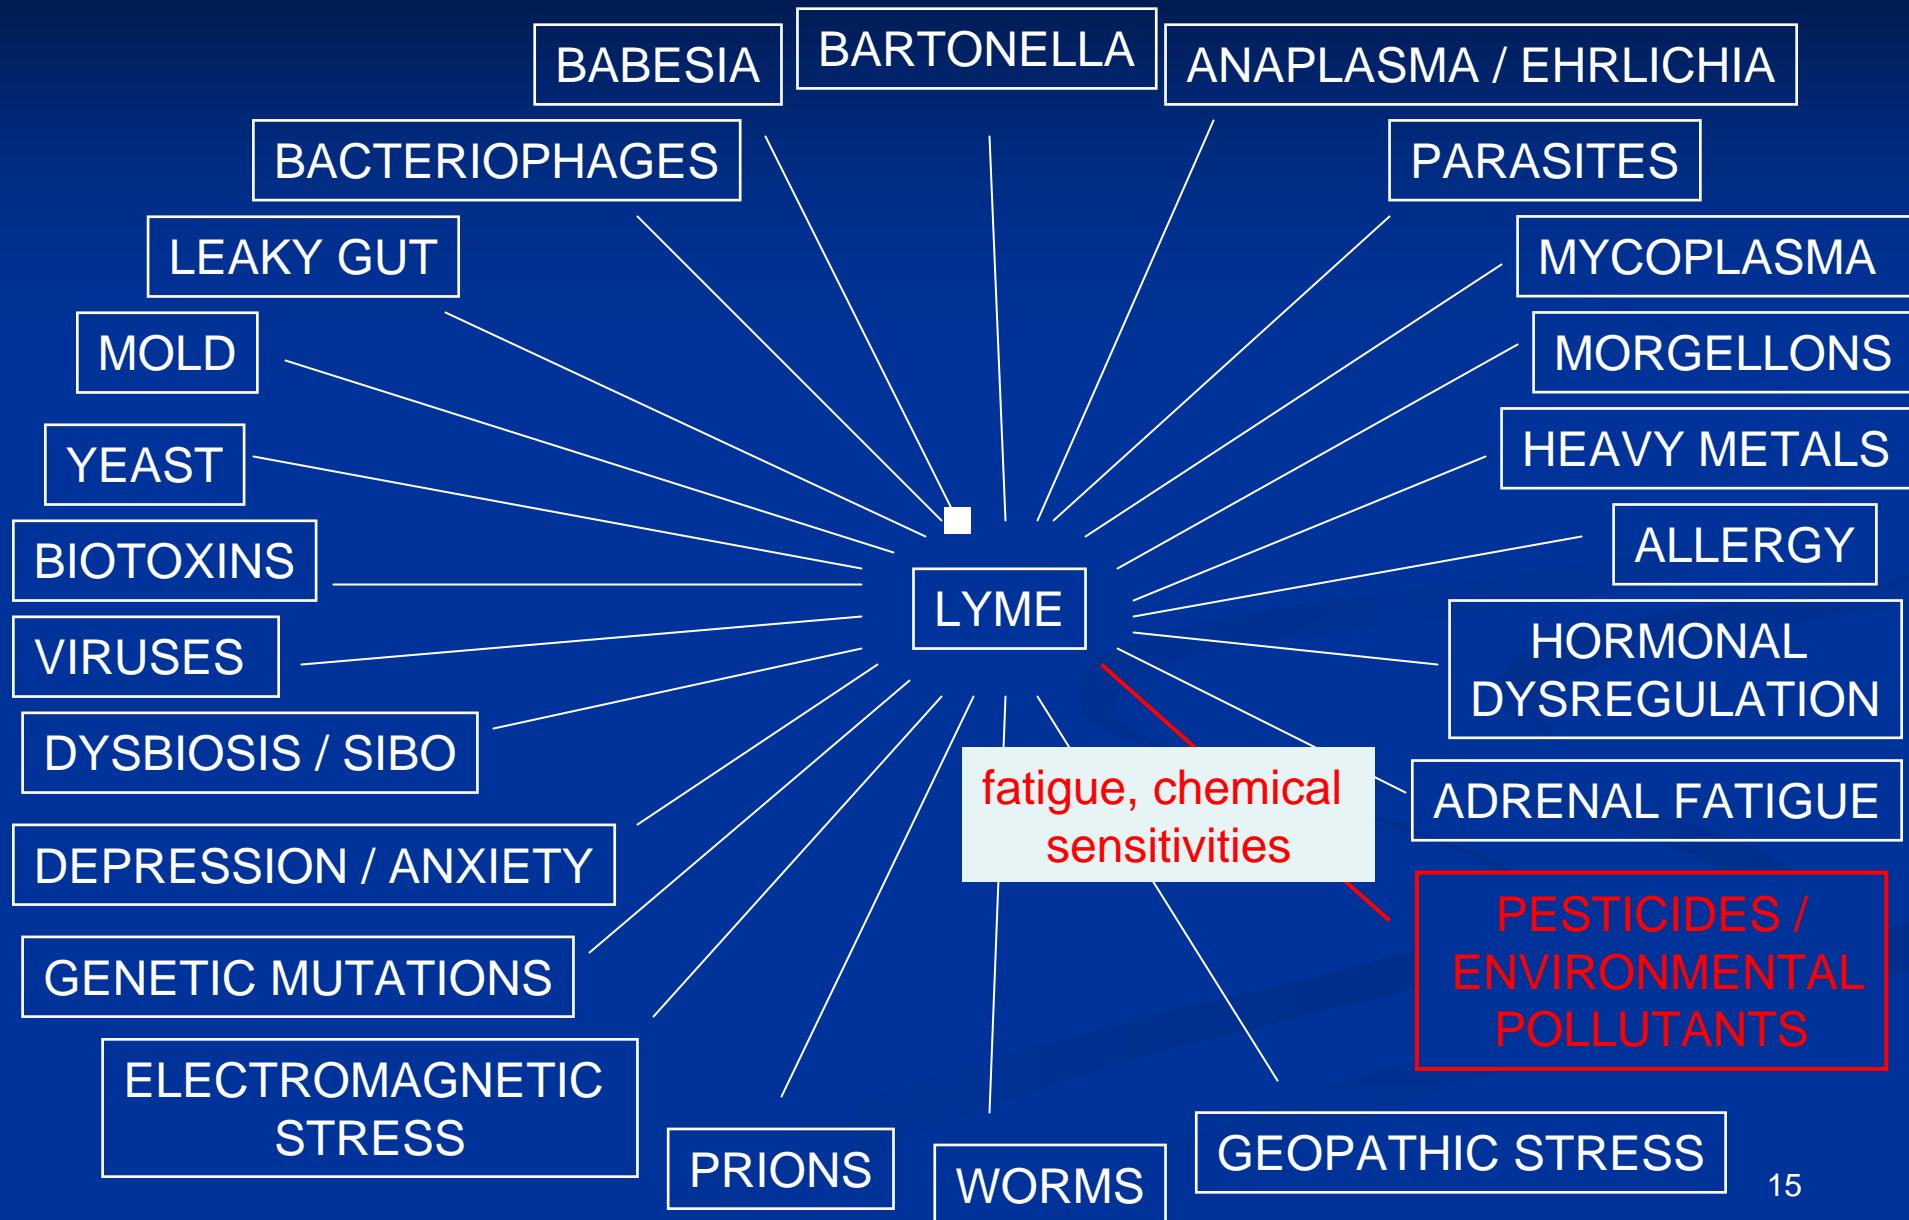 BABESIA
BARTONELLA
ANAPLASMA / EHRLICHIA
BACTERIOPHAGES
PARASITES
LEAKY GUT
MYCOPLASMA
MOLD
MORGELLONS
YEAST
HEAVY METALS
BIOTOXINS
ALLERGY
LYME
VIRUSES
HORMONAL
DYSREGULATION
DYSBIOSIS / SIBO
fatigue, chemical
sensitivities
ADRENAL FATIGUE
DEPRESSION / ANXIETY
PESTICIDES /
ENVIRONMENTAL
POLLUTANTS
GENETIC MUTATIONS
ELECTROMAGNETIC
STRESS
PRIONS
WORMS
GEOPATHIC STRESS
15